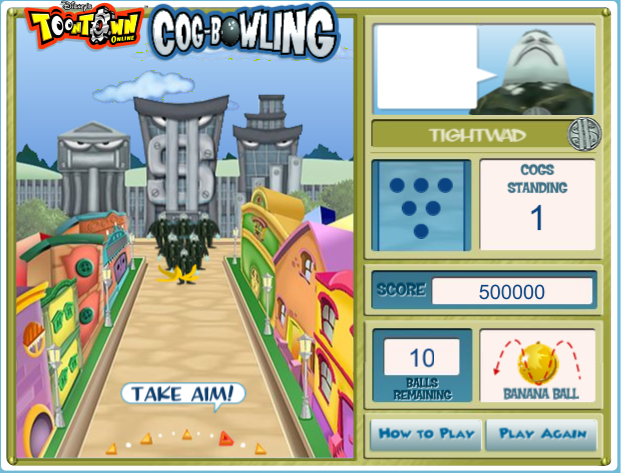 Disney's
TOONTOWN
ONLINE
COG-BOWLING
TIGHTWAD
COGS
STANDING
1
SCORE 500000
10
BALLS
REMAINING
BANANA BALL
TAKE AIM!
HOW TO PLAY PLAY AGAIN